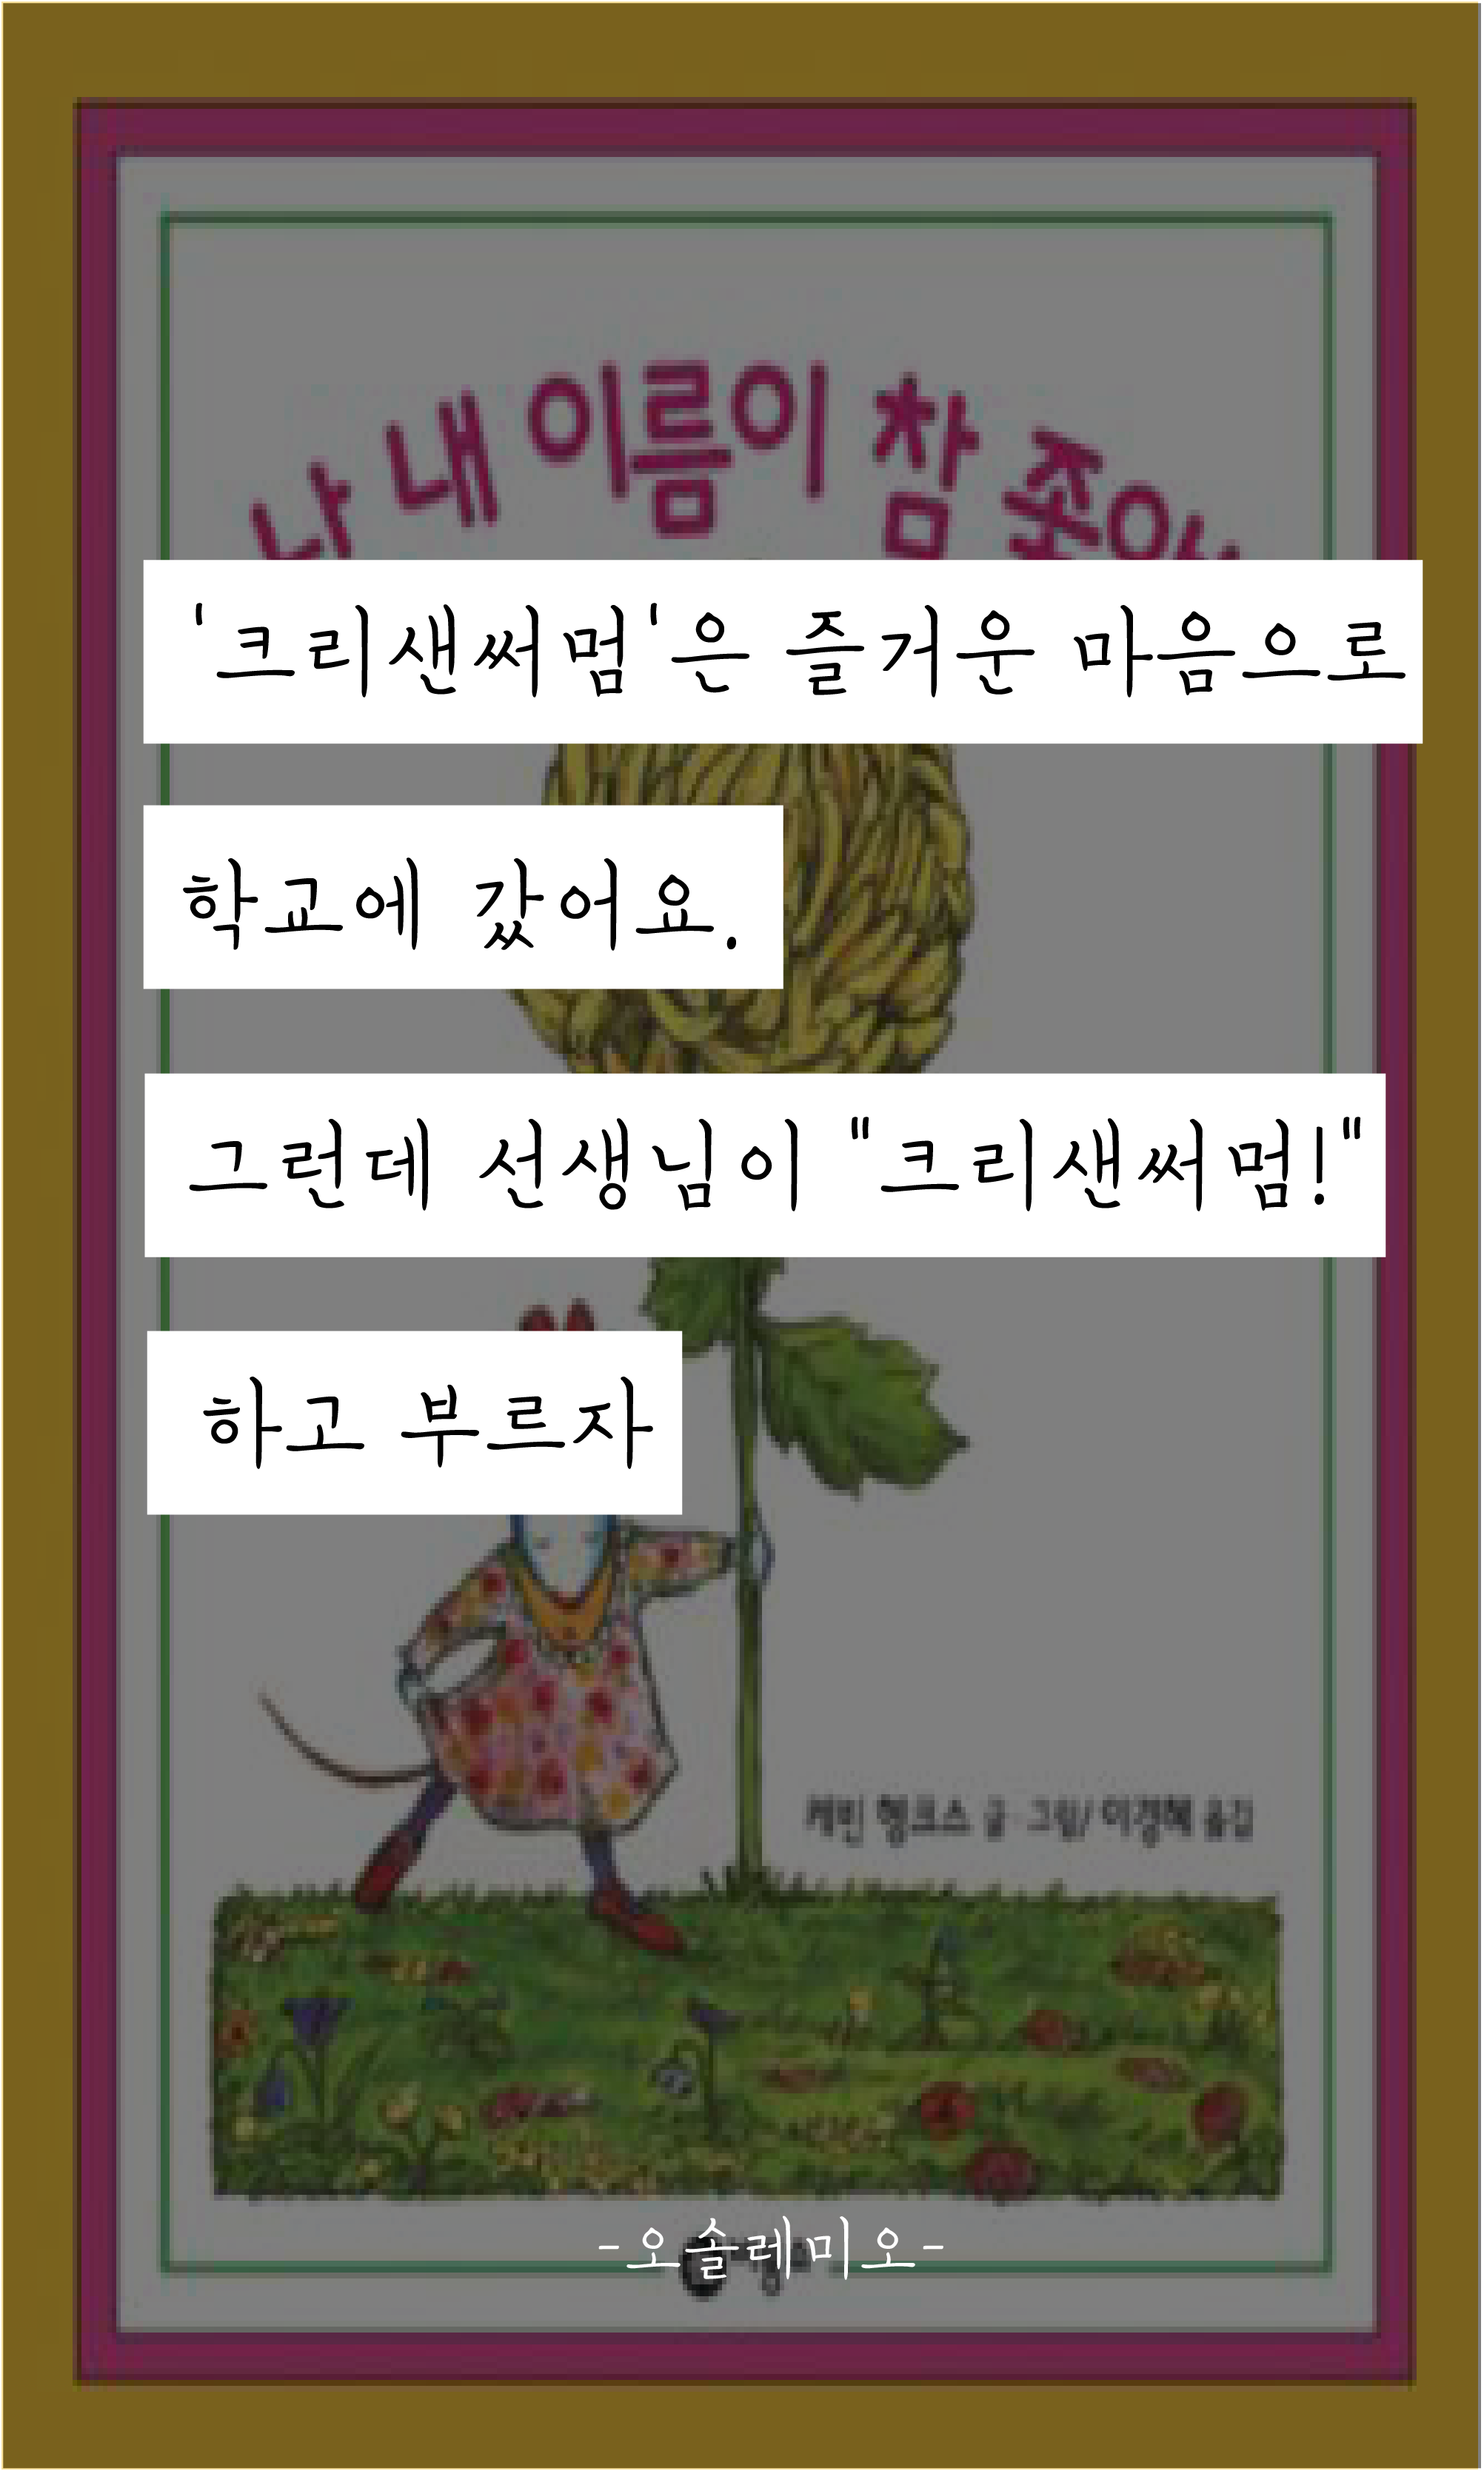 나 내 이름이 참 좋아
'크리샌써멈'은 즐거운 마음으로
학교에 갔어요.
그런데 선생님이 "크리샌써멈!"
하고 부르자
케빈 헹크스 글 그림/ 이경혜 옮김
-오솔레미오-